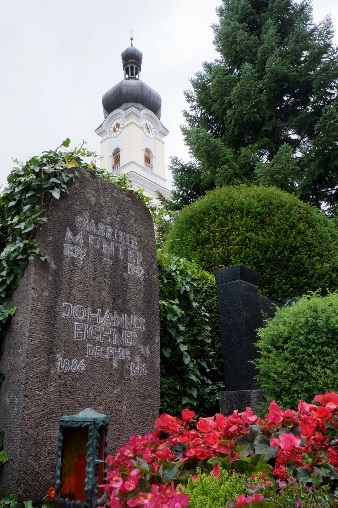 GABRIELE
MÜNTER
1877 1962
JOHANNES
EICHNER
DR. PHIL.
1886 1958